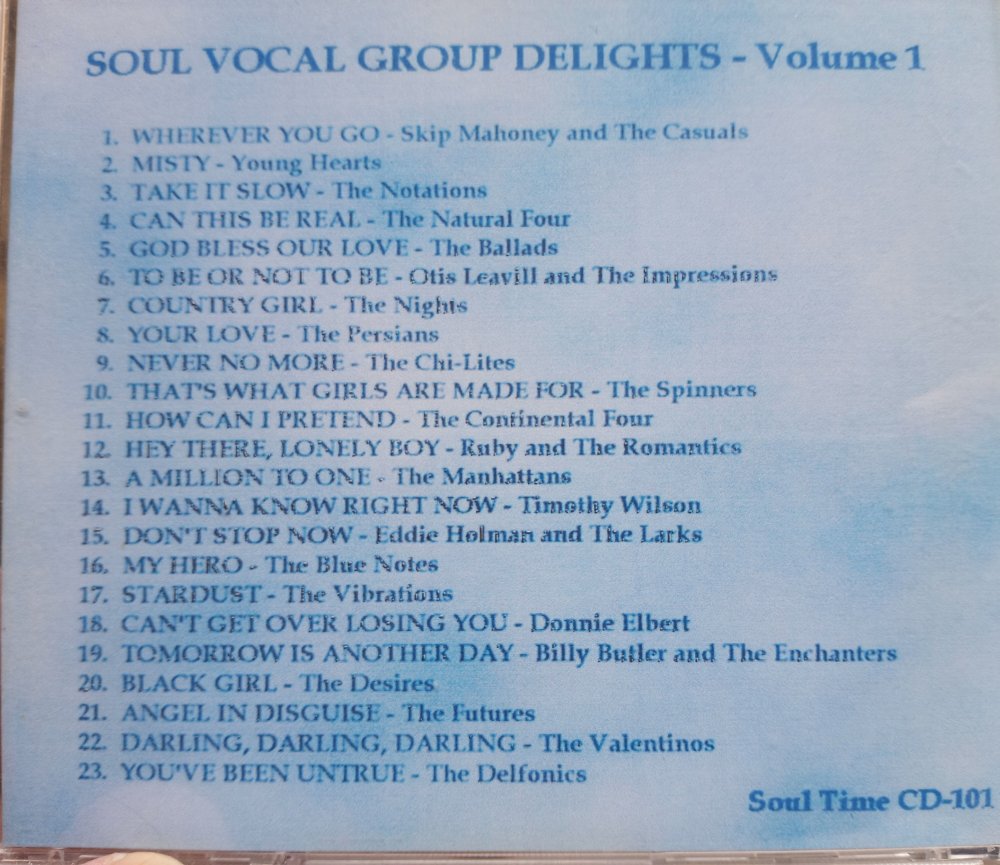 SOUL VOCAL GROUP DELIGHTS - Volume 1
1. WHEREVER YOU GO - Skip Mahoney and The Casuals
2. MISTY - Young Hearts
3. TAKE IT SLOW - The Notations
4. CAN THIS BE REAL - The Natural Four
5. GOD BLESS OUR LOVE - The Ballads
6. TO BE OR NOT TO BE - Otis Leavill and The Impressions
7. COUNTRY GIRL - The Nights
8. YOUR LOVE - The Persians
9. NEVER NO MORE - The Chi-Lites
10. THAT'S WHAT GIRLS ARE MADE FOR - The Spinners
11. HOW CAN I PRETEND - The Continental Four
12. HEY THERE, LONELY BOY - Ruby and The Romantics
13. A MILLION TO ONE - The Manhattans
14. I WANNA KNOW RIGHT NOW - Timothy Wilson
15. DON'T STOP NOW - Eddie Holman and The Larks
16. MY HERO - The Blue Notes
17. STARDUST - The Vibrations
18. CAN'T GET OVER LOSING YOU - Donnie Elbert
19. TOMORROW IS ANOTHER DAY - Billy Butler and The Enchanters
20. BLACK GIRL - The Desires
21. ANGEL IN DISGUISE - The Futures
22. DARLING, DARLING, DARLING - The Valentinos
23. YOU'VE BEEN UNTRUE - The Delfonics
Soul Time CD-101